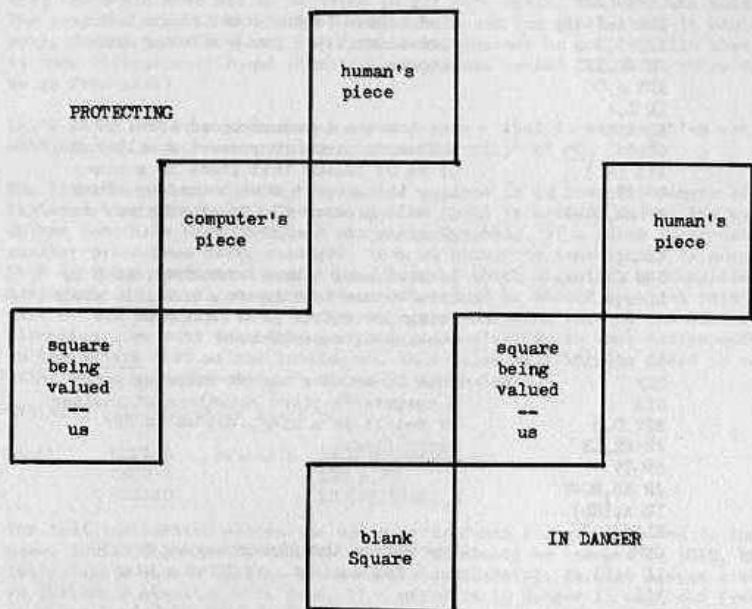 human's
piece
PROTECTING
computer's
piece
human's
piece
square
being
valued
--
us
square
being
valued
--
us
blank
Square
IN DANGER